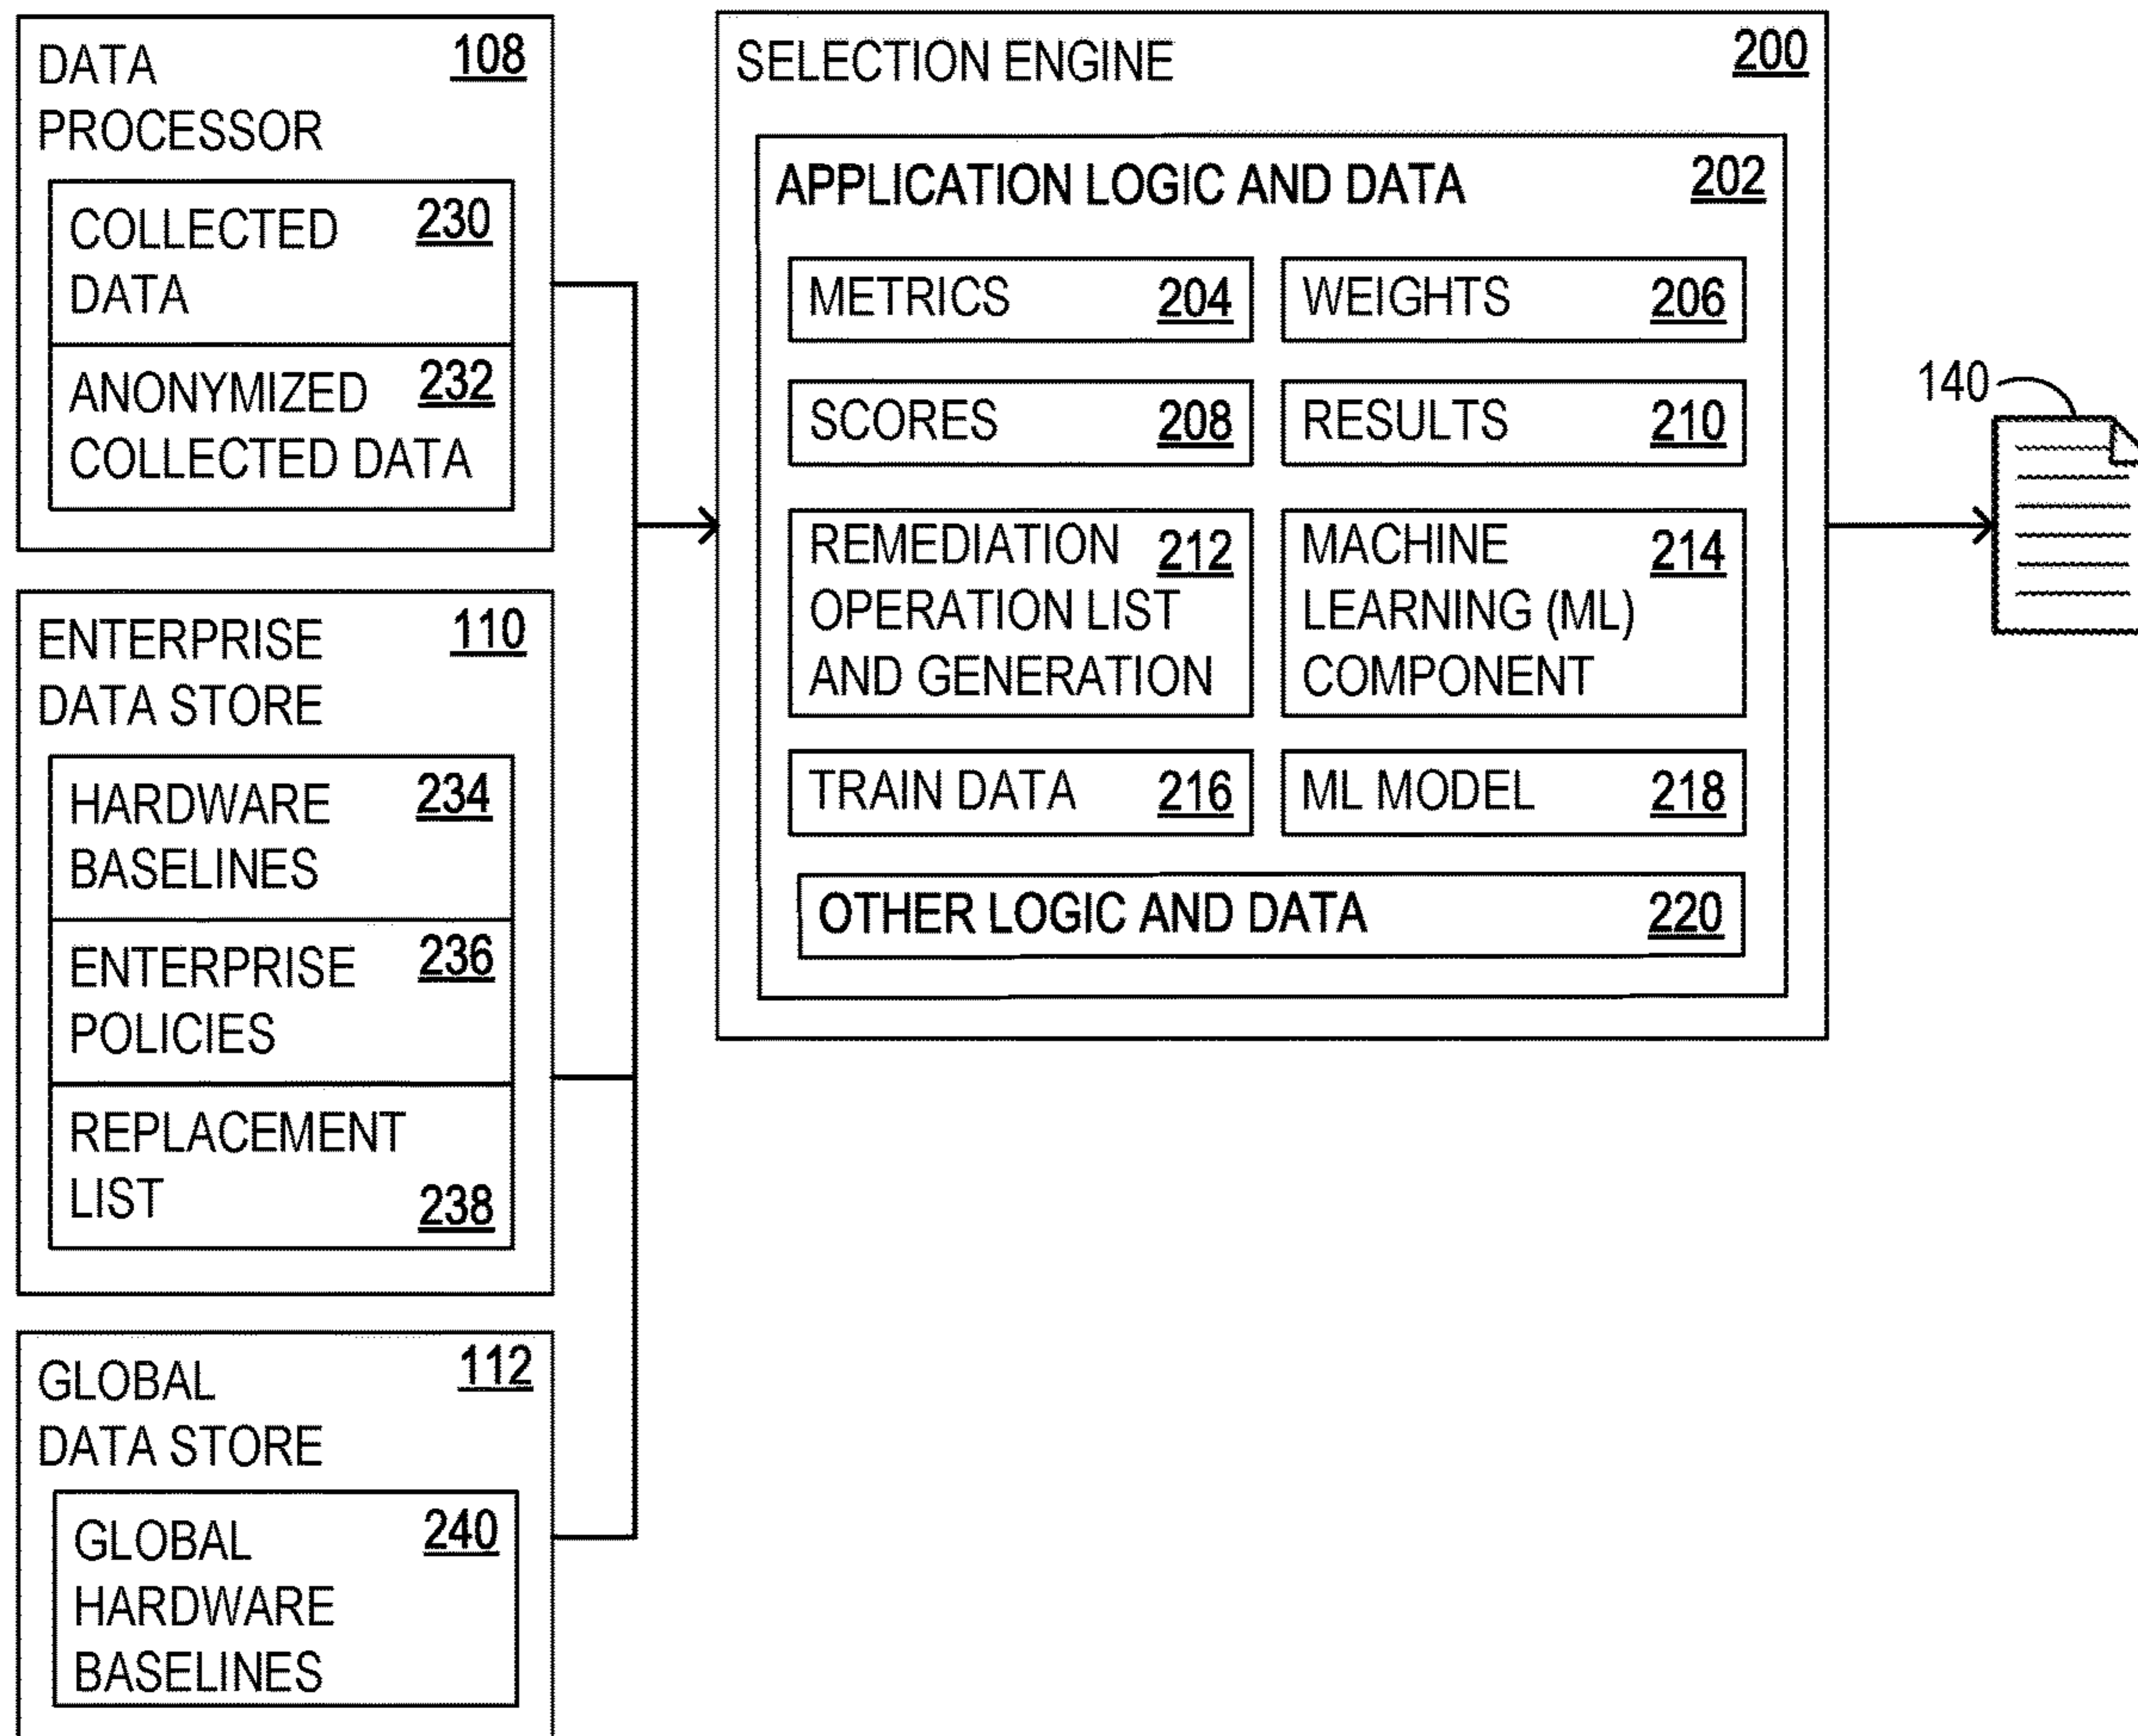 DATA 108
PROCESSOR
COLLECTED 230
DATA
ANONYMIZED 232
COLLECTED DATA
ENTERPRISE 110
DATA STORE
HARDWARE 234
BASELINES
ENTERPRISE 236
POLICIES
REPLACEMENT
LIST 238
GLOBAL 112
DATA STORE
GLOBAL 240
HARDWARE
BASELINES
SELECTION ENGINE 200
APPLICATION LOGIC AND DATA 202
METRICS 204
WEIGHTS 206
SCORES 208
RESULTS 210
REMEDIATION 212
OPERATION LIST
AND GENERATION
MACHINE 214
LEARNING (ML)
COMPONENT
TRAIN DATA 216
ML MODEL 218
OTHER LOGIC AND DATA 220
140